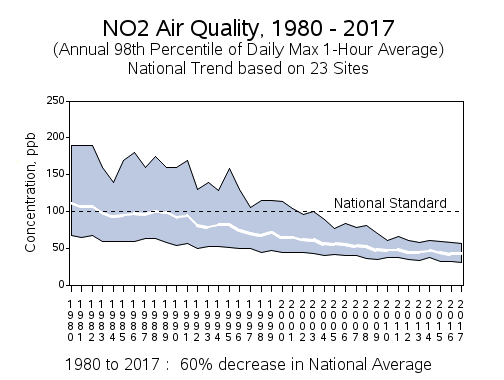 NO2 Air Quality, 1980 - 2017
(Annual 98th Percentile of Daily Max 1-Hour Average)
National Trend based on 23 Sites
Concentration, ppb
250
200
150
100
50
0
National Standard
1980 1981 1982 1983 1984 1985 1986 1987 1988 1989 1990 1991 1992 1993 1994 1995 1996 1997 1998 1999 2000 2001 2002 2003 2004 2005 2006 2007 2008 2009 2010 2011 2012 2013 2014 2015 2016 2017
1980 to 2017 : 60% decrease in National Average